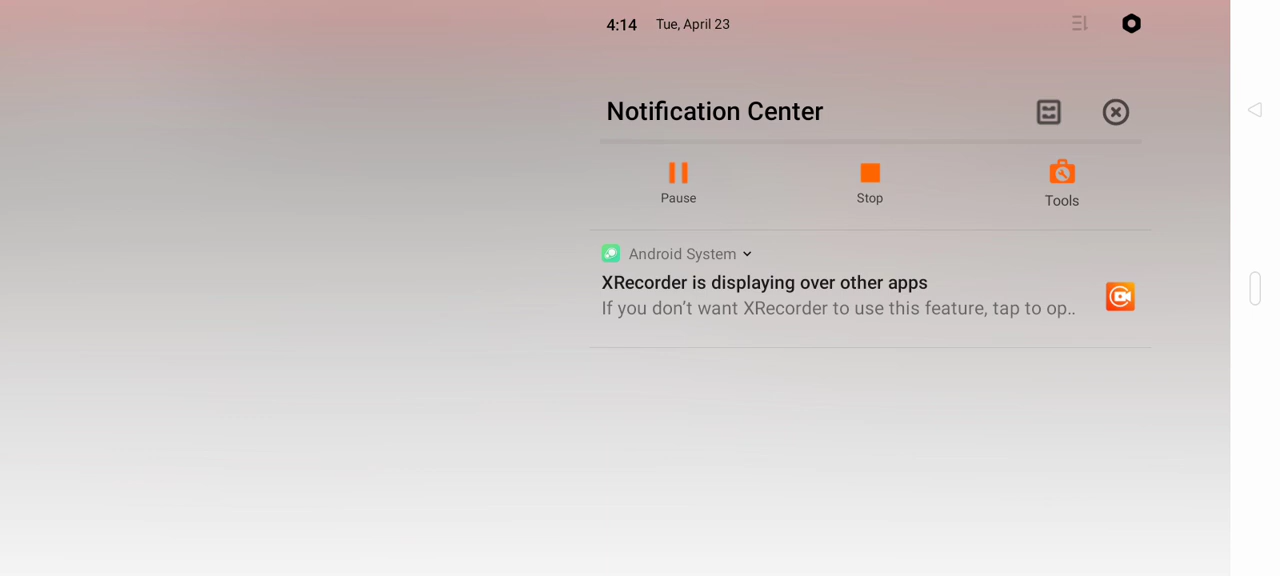 4:14 Tue, April 23
Notification Center
Pause Stop Tools
Android System
XRecorder is displaying over other apps
If you don’t want XRecorder to use this feature, tap to op..